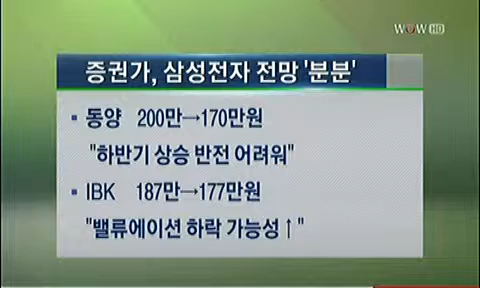 WOW HD
증권가, 삼성전자 전망 '분분'
▪ 동양 200만→170만원
"하반기 상승 반전 어려워"
▪ IBK 187만→177만원
"밸류에이션 하락 가능성↑"